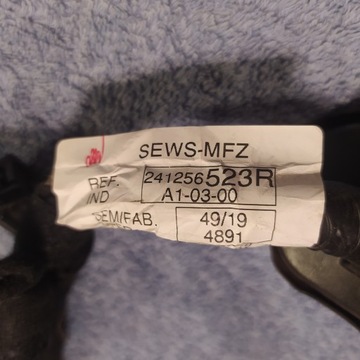 SEWS-MFZ
REF. 241256523R
IND A1-03-00
SEM/FAB. 49/19
4891